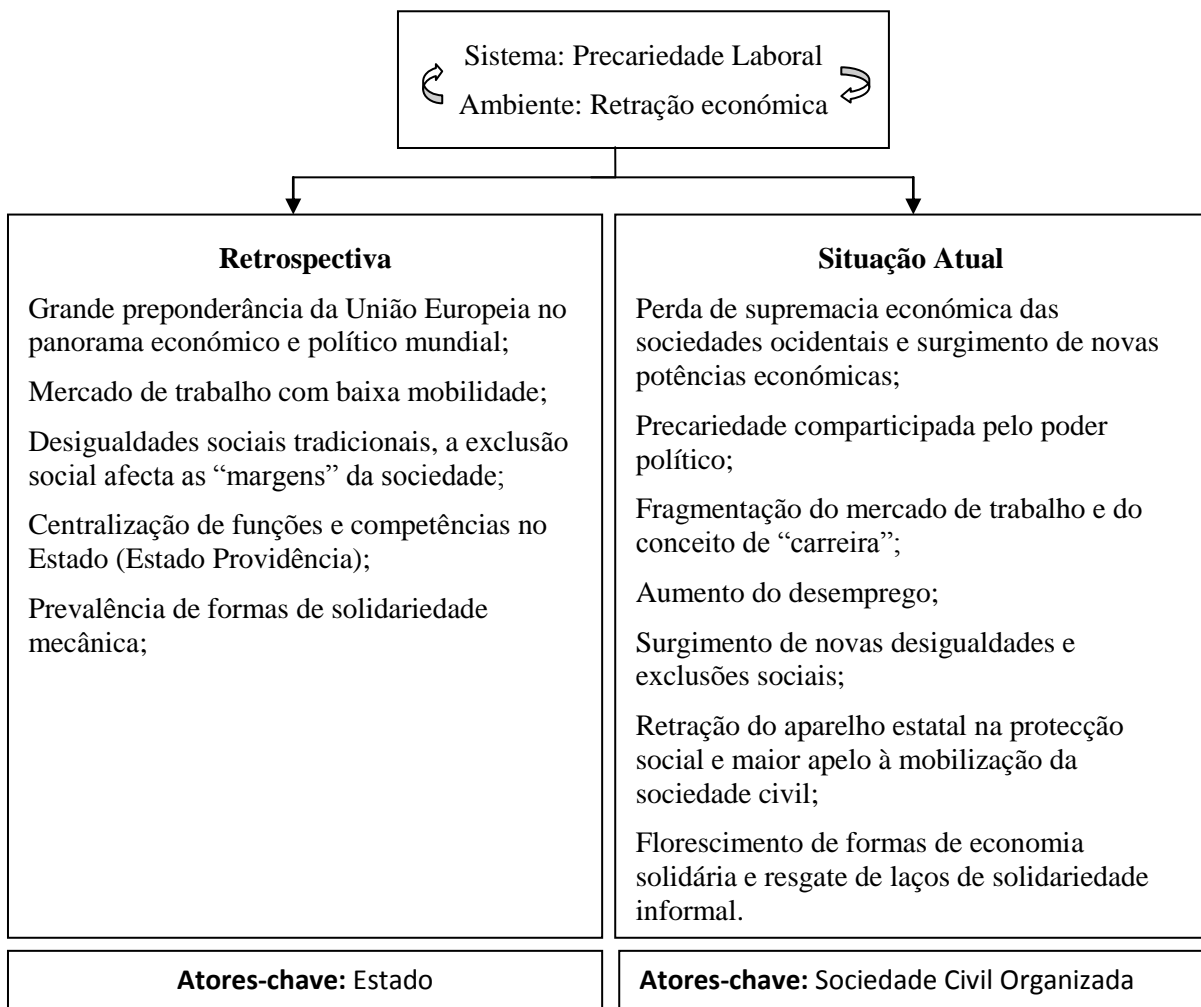 Sistema: Precariedade Laboral
Ambiente: Retração económica
Retrospectiva
Grande preponderância da União Europeia no
panorama económico e político mundial;
Mercado de trabalho com baixa mobilidade;
Desigualdades sociais tradicionais, a exclusão
social afecta as “margens” da sociedade;
Centralização de funções e competências no
Estado (Estado Providência);
Prevalência de formas de solidariedade
mecânica;
Situação Atual
Perda de supremacia económica das
sociedades ocidentais e surgimento de novas
potências económicas;
Precariedade comparticipada pelo poder
político;
Fragmentação do mercado de trabalho e do
conceito de “carreira”;
Aumento do desemprego;
Surgimento de novas desigualdades e
exclusões sociais;
Retração do aparelho estatal na protecção
social e maior apelo à mobilização da
sociedade civil;
Florescimento de formas de economia
solidária e resgate de laços de solidariedade
informal.
Atores-chave: Estado
Atores-chave: Sociedade Civil Organizada